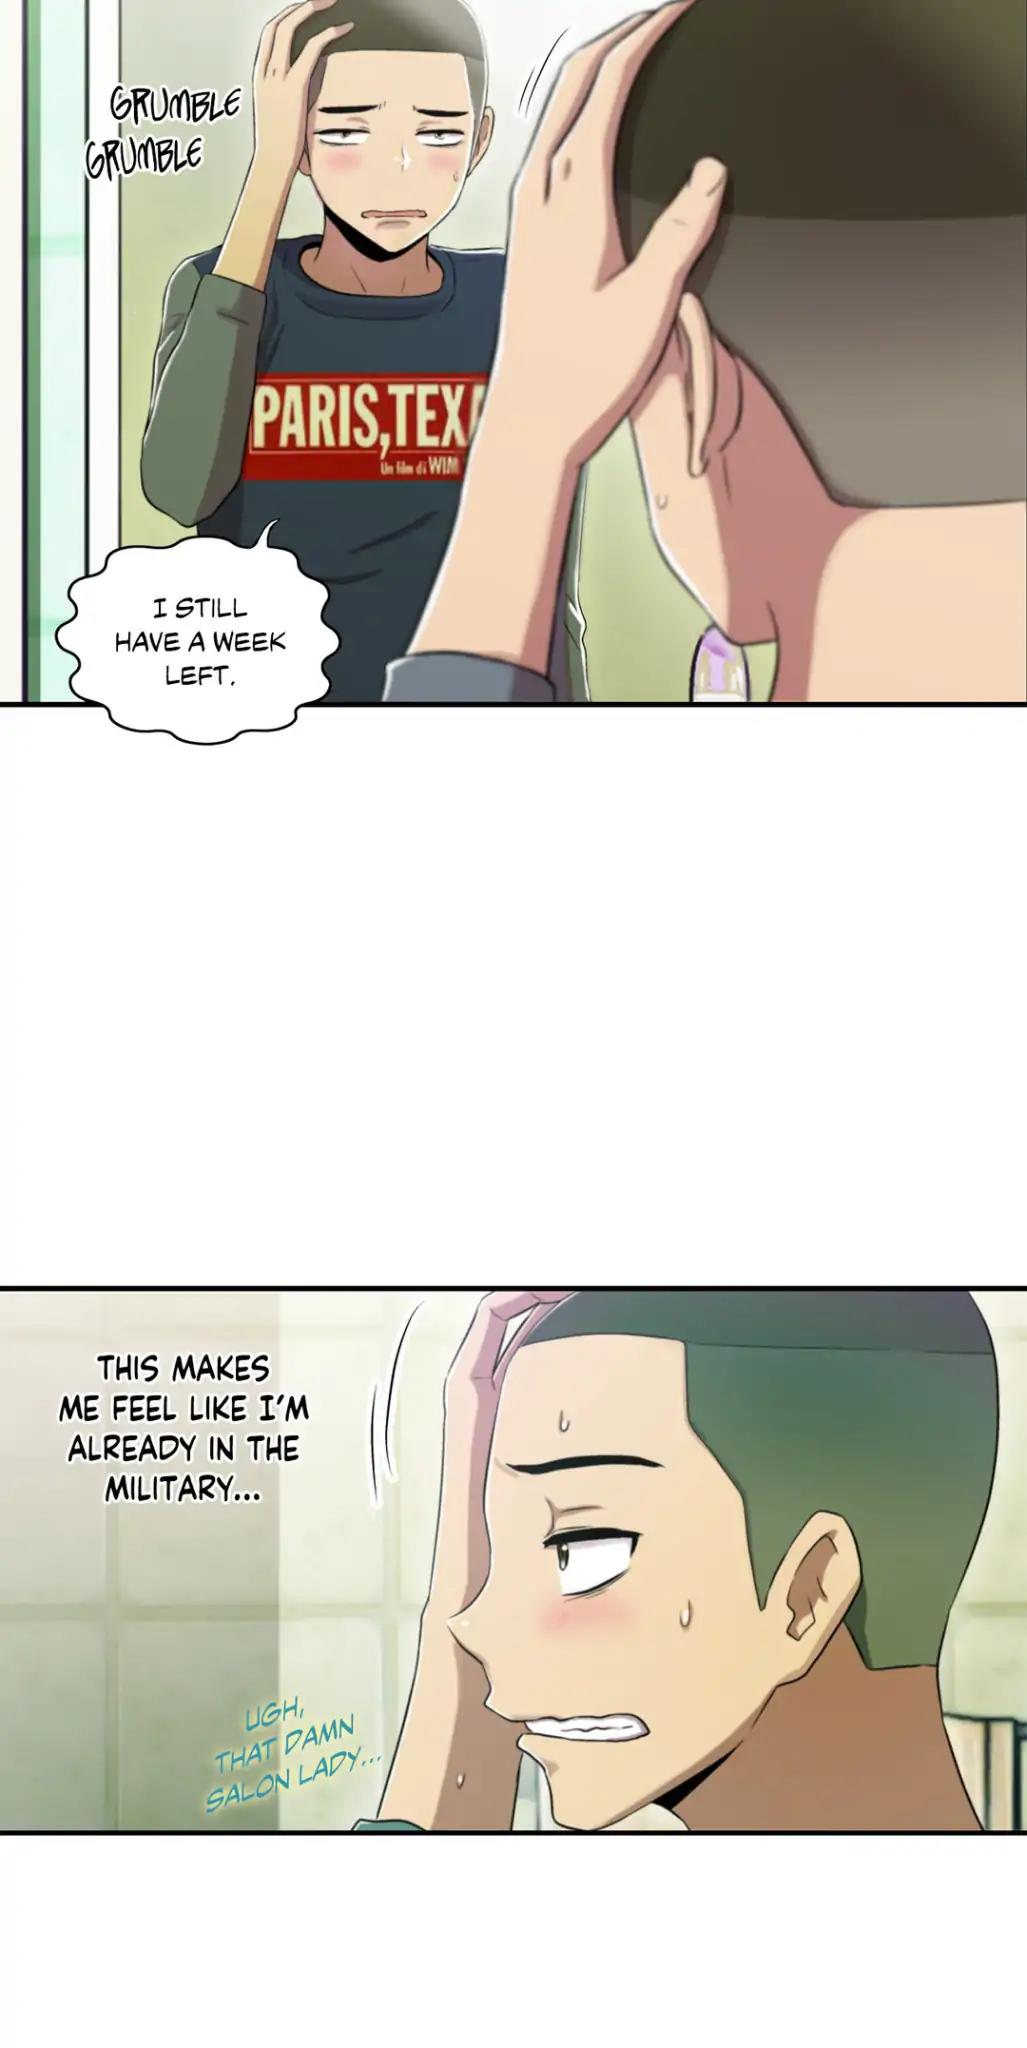 GRUMBLE
GRUMBLE
PARIS, TEXA
Un film di WIM
I STILL
HAVE A WEEK
LEFT.
THIS MAKES
ME FEEL LIKE I'M
ALREADY IN THE
MILITARY...
UGH,
THAT DAMN
SALON LADY...